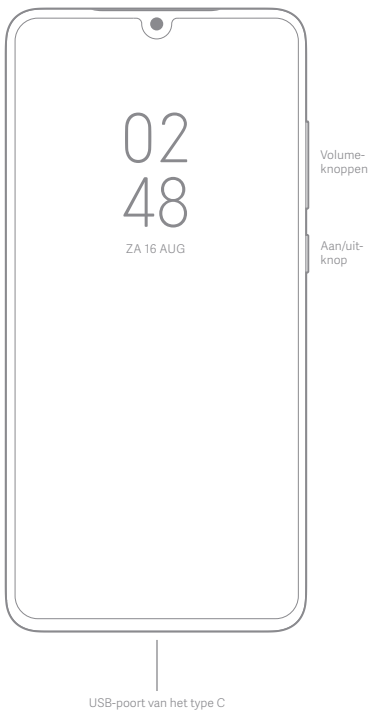 02
48
ZA 16 AUG
Volume-
knoppen
Aan/uit-
knop
USB-poort van het type C